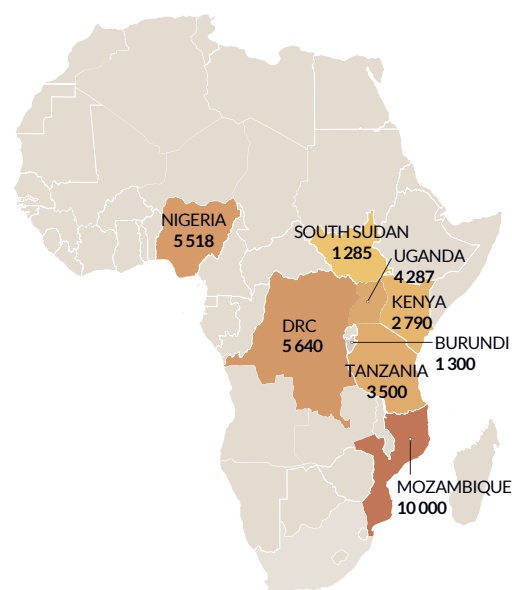 NIGERIA
5 518
SOUTH SUDAN
1 285
UGANDA
4 287
KENYA
2 790
DRC
5 640
BURUNDI
1 300
TANZANIA
3 500
MOZAMBIQUE
10 000